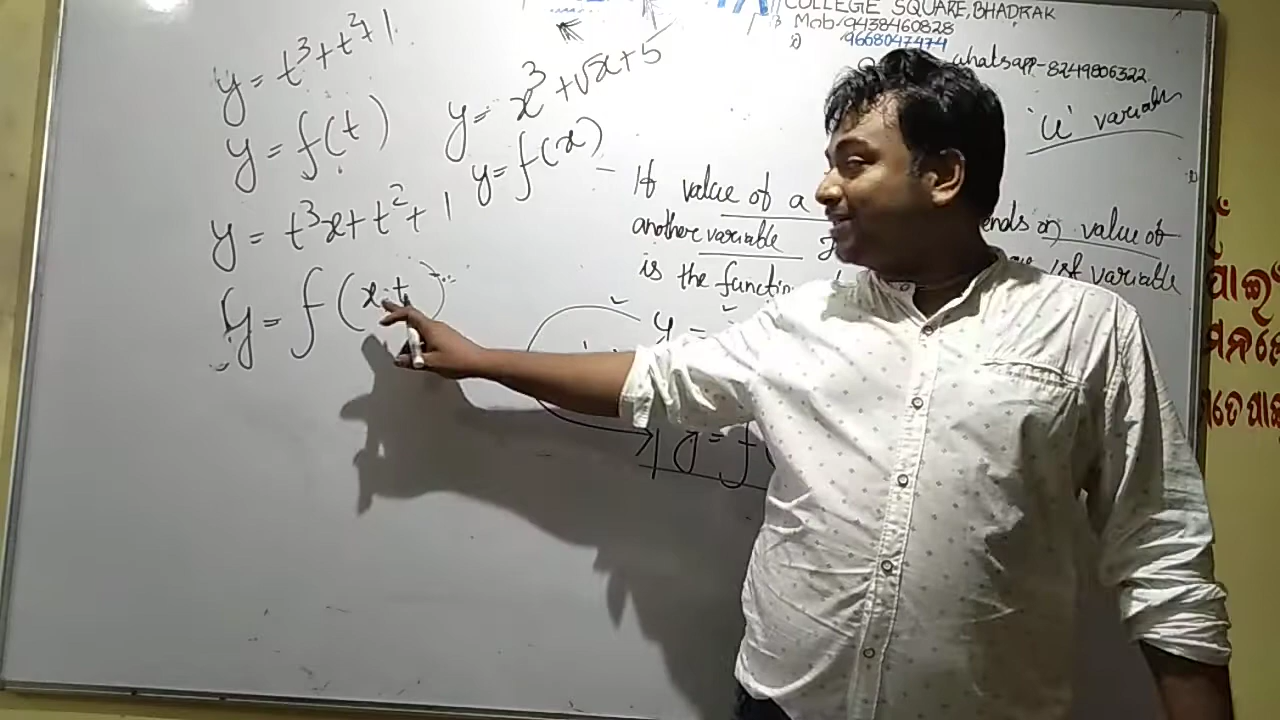 COLLEGE SQUARE, BHADRAK
Mob-9438460828
9668047474
whatsapp-8249806322
y = t³+t²+1
y = f(t)
y = t³x+t²+1
y = f(x,t)
y = x³+√x+5
y = f(x)
'U' variable
If value of a ends on value of
another variable
is the function 1st variable
y =
y = f(